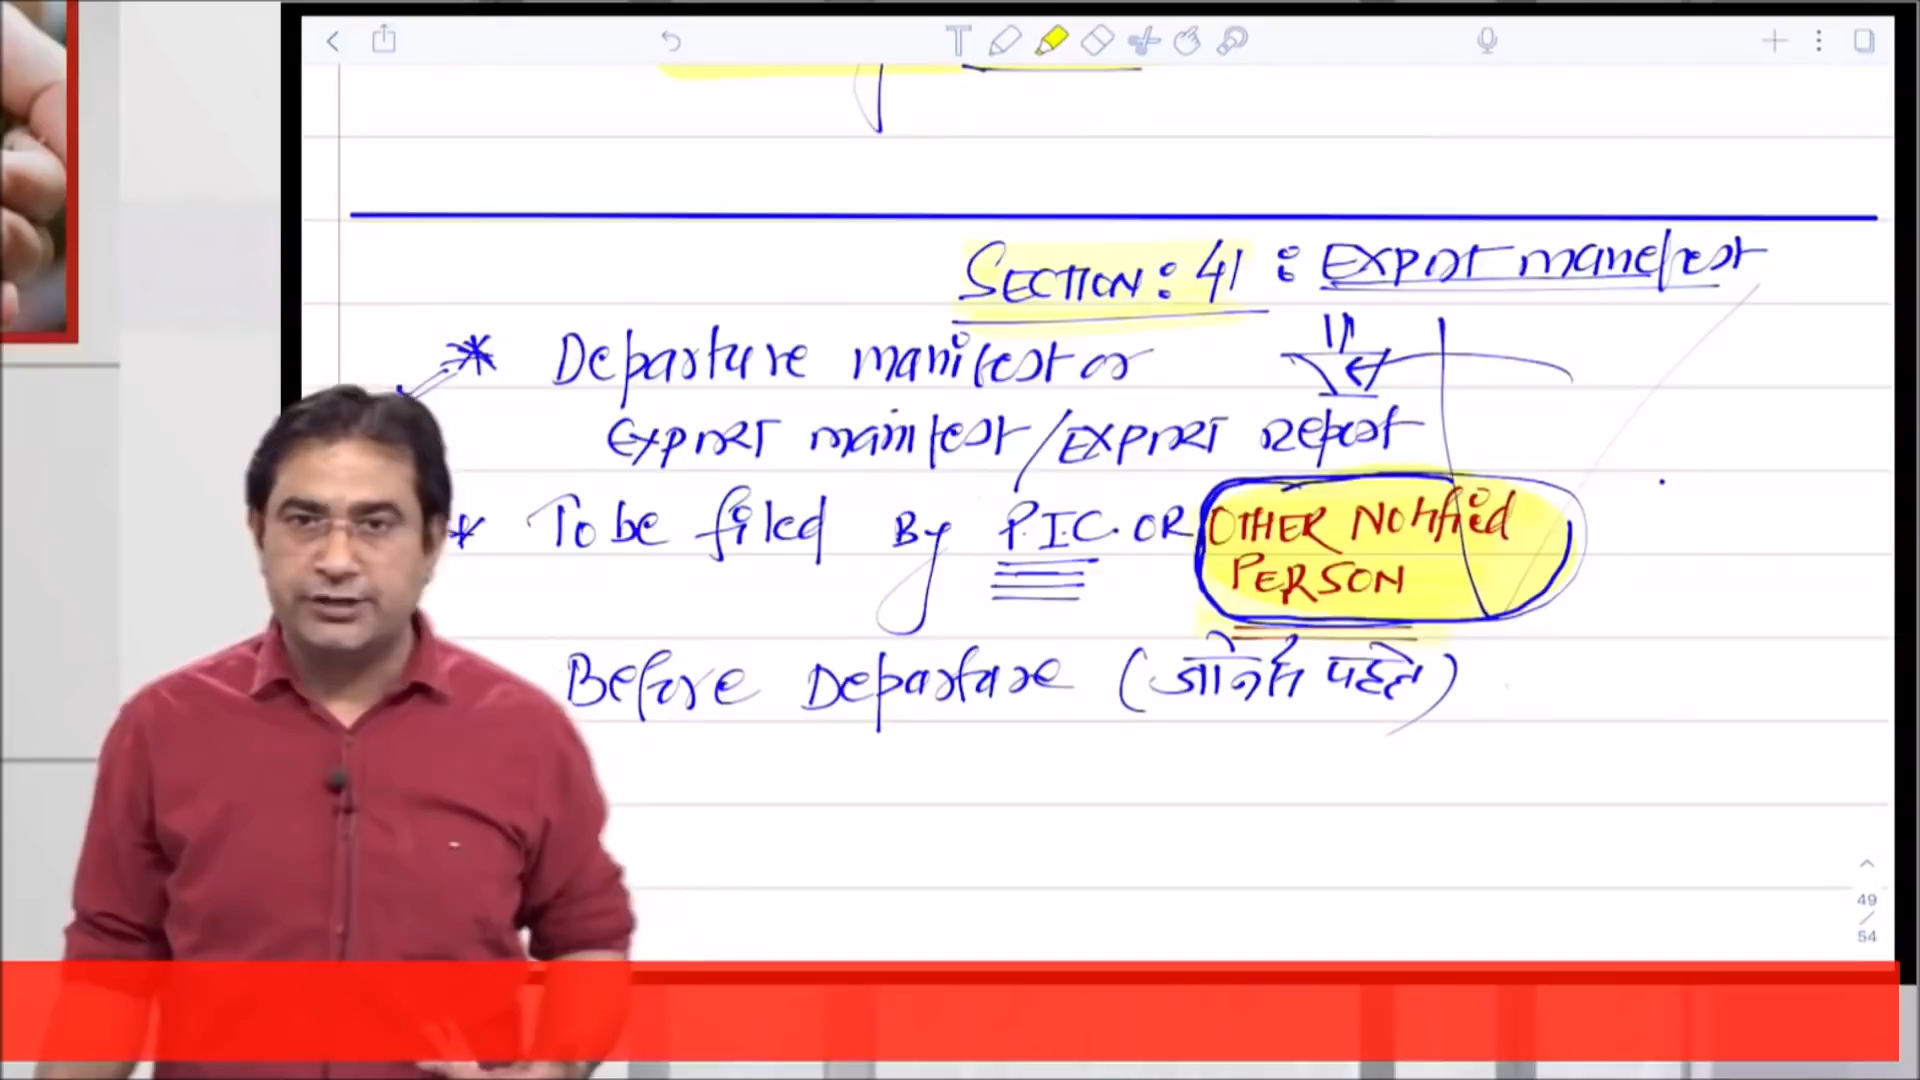 SECTION: 41 : EXPORT manifest
* Departure manifest or
EXPORT manifest/EXPORT report
* To be filed By P.I.C. OR OTHER Notified
PERSON
Before Departure (जाने से पहले)
49
/
54